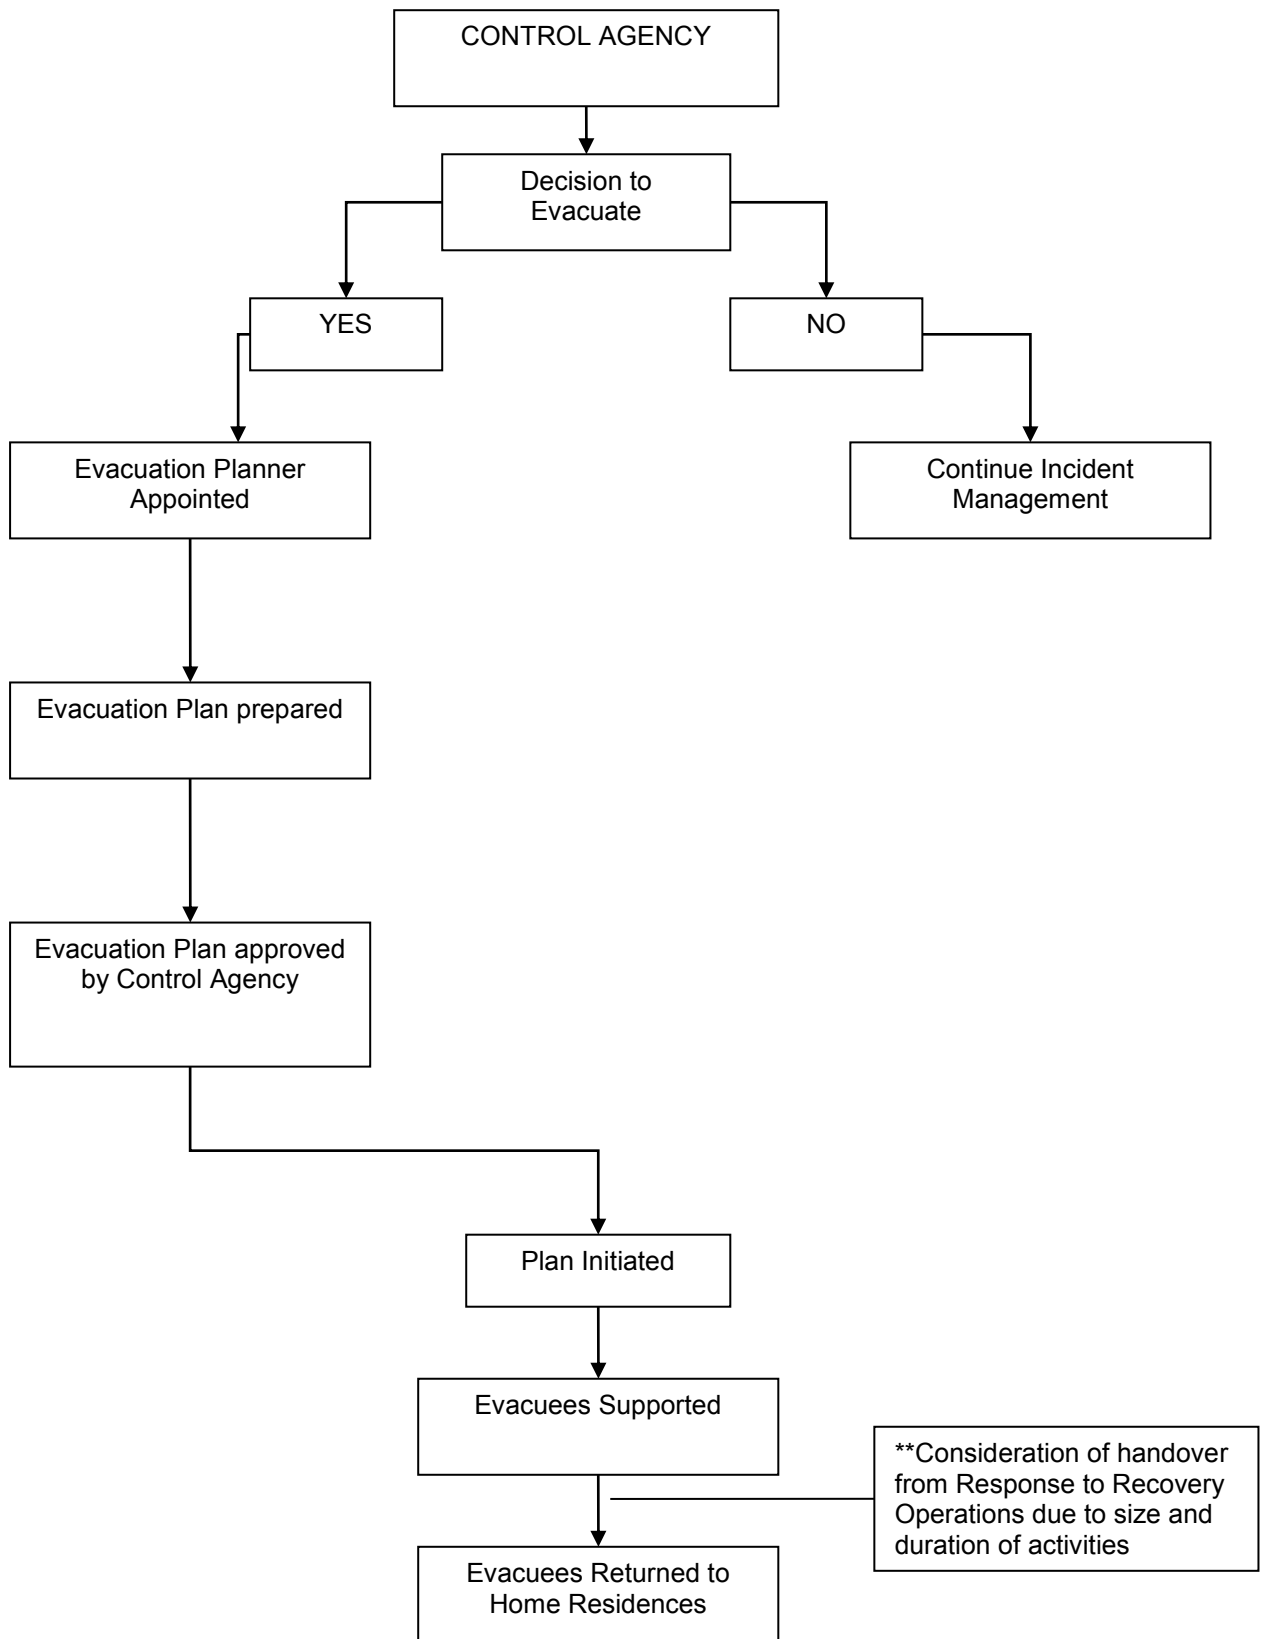 CONTROL AGENCY
Decision to
Evacuate
YES
NO
Evacuation Planner
Appointed
Continue Incident
Management
Evacuation Plan prepared
Evacuation Plan approved
by Control Agency
Plan Initiated
Evacuees Supported
**Consideration of handover
from Response to Recovery
Operations due to size and
duration of activities
Evacuees Returned to
Home Residences